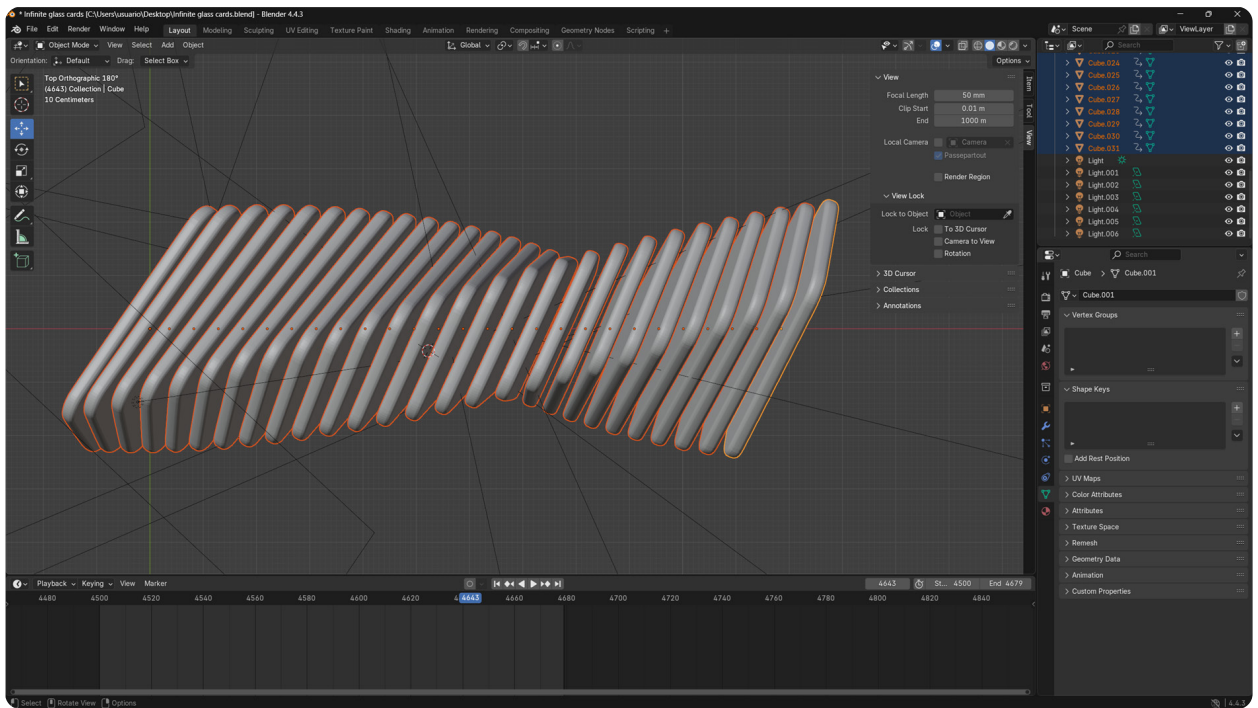 * Infinite glass cards [C:\Users\usuario\Desktop\Infinite glass cards.blend] - Blender 4.4.3
File Edit Render Window Help Layout Modeling Sculpting UV Editing Texture Paint Shading Animation Rendering Compositing Geometry Nodes Scripting + Scene ViewLayer
Object Mode View Select Add Object Global Search
Orientation: Default Drag: Select Box Options
Top Orthographic 180°
(4643) Collection | Cube
10 Centimeters
View
Focal Length 50 mm
Clip Start 0.01 m
End 1000 m
Local Camera Camera
Passepartout
Render Region
View Lock
Lock to Object Object
Lock To 3D Cursor
Camera to View
Rotation
3D Cursor
Collections
Annotations
Item
Tool
View
Cube.024
Cube.025
Cube.026
Cube.027
Cube.028
Cube.029
Cube.030
Cube.031
Light
Light.001
Light.002
Light.003
Light.004
Light.005
Light.006
Search
Cube Cube.001
Cube.001
Vertex Groups
Shape Keys
Add Rest Position
UV Maps
Color Attributes
Attributes
Texture Space
Remesh
Geometry Data
Animation
Custom Properties
Playback Keying View Marker 4643 St... 4500 End 4679
4480 4500 4520 4540 4560 4580 4600 4620 4643 4660 4680 4700 4720 4740 4760 4780 4800 4820 4840
Select Rotate View Options 4.4.3